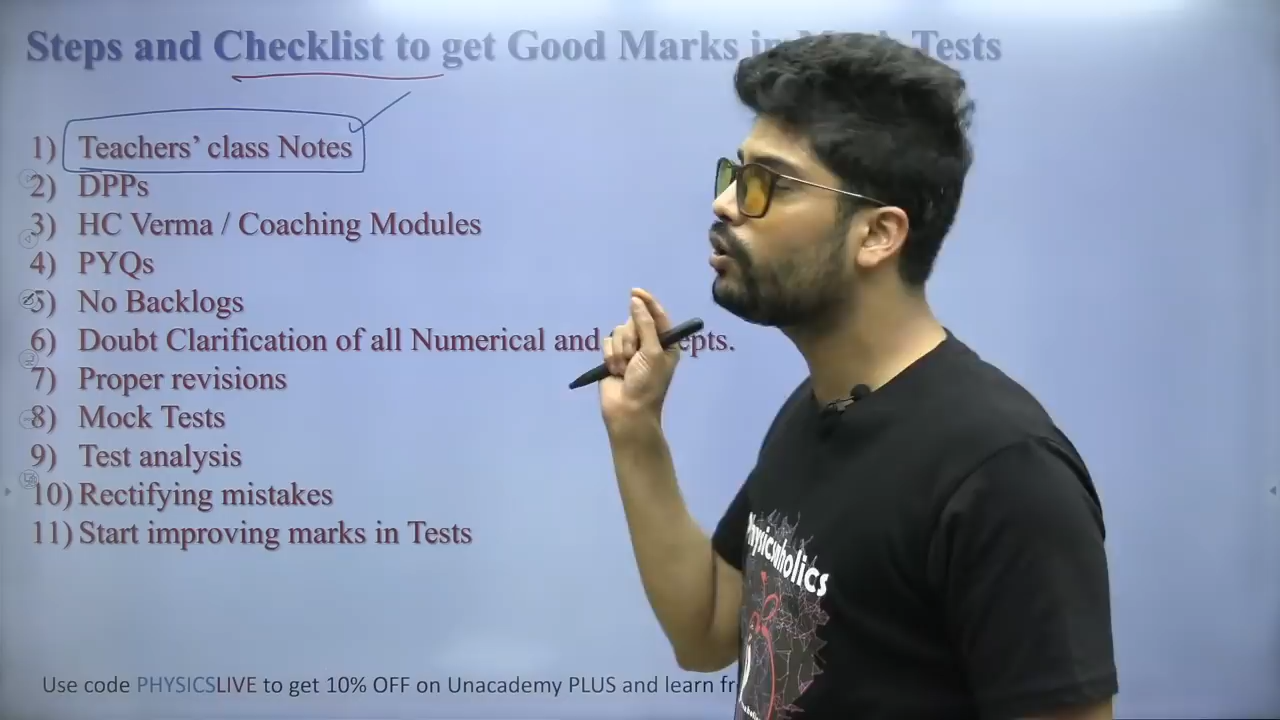 Steps and Checklist to get Good Marks in Tests
1) Teachers’ class Notes
2) DPPs
3) HC Verma / Coaching Modules
4) PYQs
5) No Backlogs
6) Doubt Clarification of all Numerical and epts.
7) Proper revisions
8) Mock Tests
9) Test analysis
10) Rectifying mistakes
11) Start improving marks in Tests
Physicsaholics
Use code PHYSICSLIVE to get 10% OFF on Unacademy PLUS and learn fr